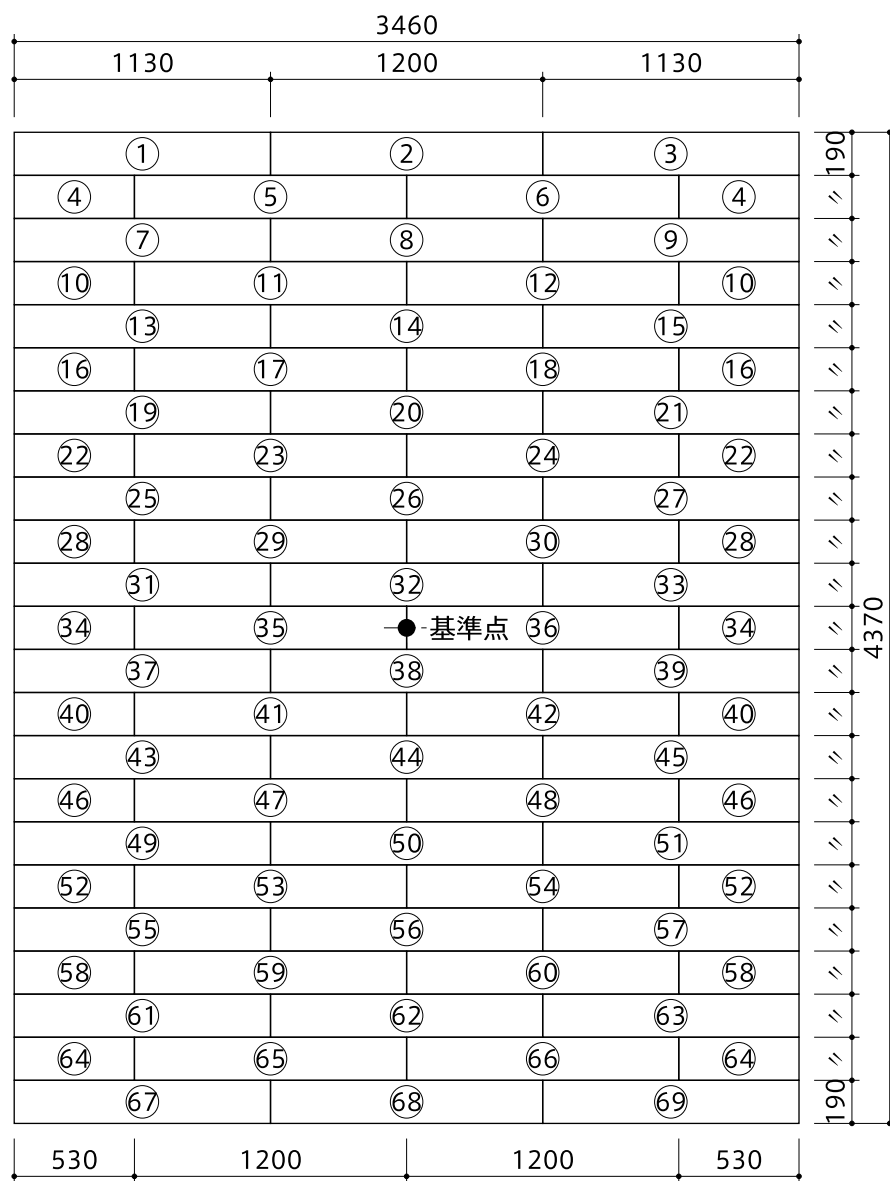 3460
1130 1200 1130
① ② ③ 190
④ ⑤ ⑥ ④ 〃
⑦ ⑧ ⑨ 〃
⑩ ⑪ ⑫ ⑩ 〃
⑬ ⑭ ⑮ 〃
⑯ ⑰ ⑱ ⑯ 〃
⑲ ⑳ ㉑ 〃
㉒ ㉓ ㉔ ㉒ 〃
㉕ ㉖ ㉗ 〃
㉘ ㉙ ㉚ ㉘ 〃
㉛ ㉜ ㉝ 〃
㉞ ㉟ 基準点 ㊱ ㉞ 〃 4370
㊲ ㊳ ㊴ 〃
㊵ ㊶ ㊷ ㊵ 〃
㊸ ㊹ ㊺ 〃
㊻ ㊼ ㊽ ㊻ 〃
㊾ ㊿ 51 〃
52 53 54 52 〃
55 56 57 〃
58 59 60 58 〃
61 62 63 〃
64 65 66 64 〃
67 68 69 190
530 1200 1200 530